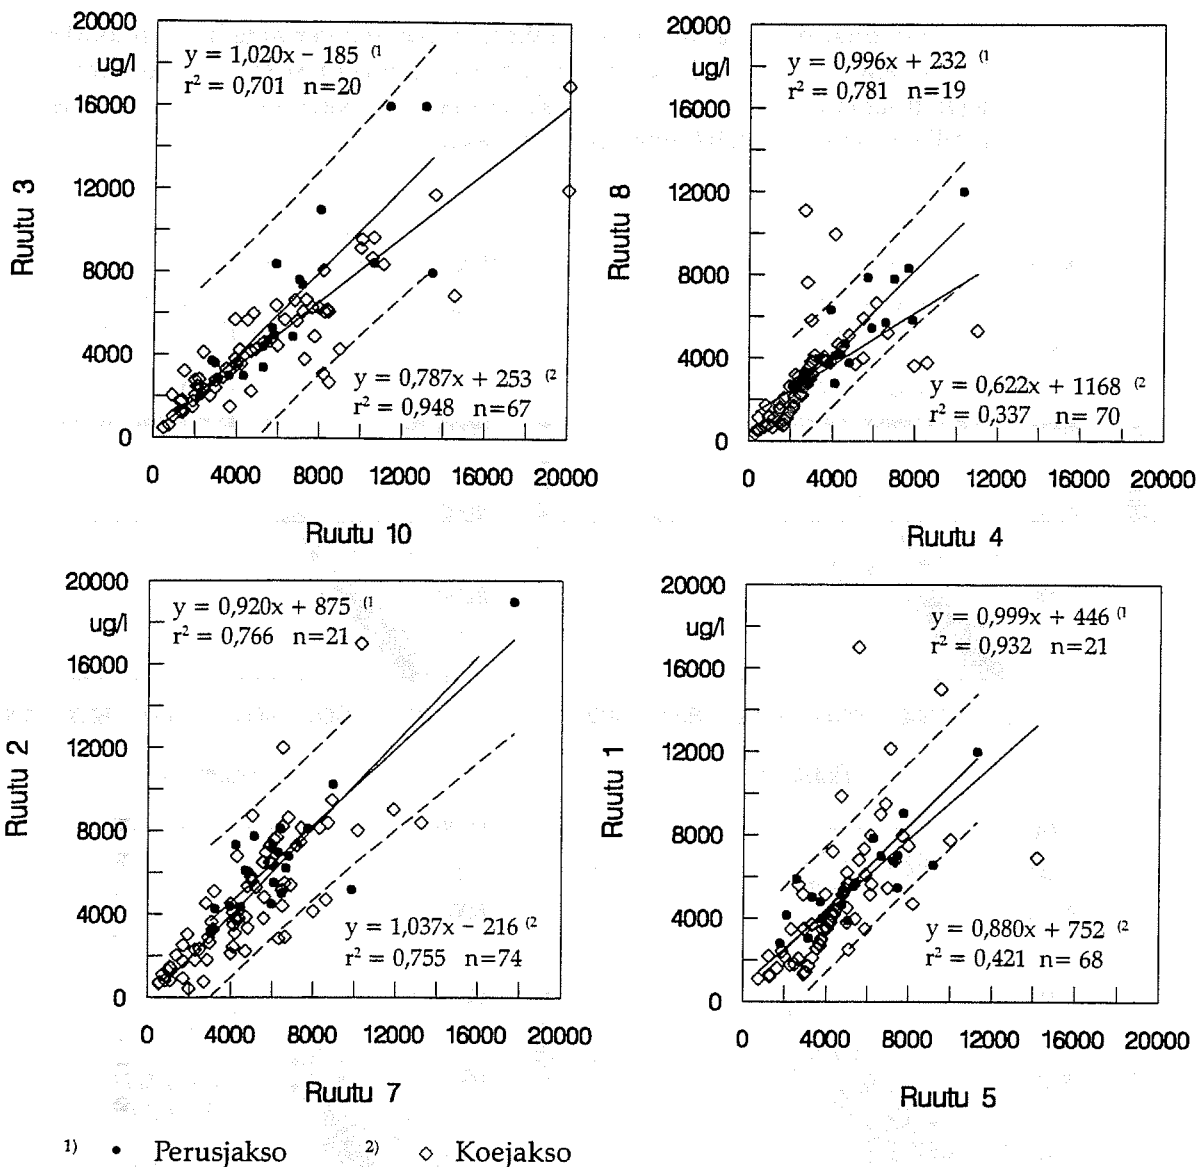 20000
ug/l
16000
12000
8000
4000
0
Ruutu 3
y = 1,020x – 185 (1
r² = 0,701 n=20
y = 0,787x + 253 (2
r² = 0,948 n=67
0 4000 8000 12000 16000 20000
Ruutu 10
20000
ug/l
16000
12000
8000
4000
0
Ruutu 8
y = 0,996x + 232 (1
r² = 0,781 n=19
y = 0,622x + 1168 (2
r² = 0,337 n= 70
0 4000 8000 12000 16000 20000
Ruutu 4
20000
ug/l
16000
12000
8000
4000
0
Ruutu 2
y = 0,920x + 875 (1
r² = 0,766 n=21
y = 1,037x – 216 (2
r² = 0,755 n=74
0 4000 8000 12000 16000 20000
Ruutu 7
20000
ug/l
16000
12000
8000
4000
0
Ruutu 1
y = 0,999x + 446 (1
r² = 0,932 n=21
y = 0,880x + 752 (2
r² = 0,421 n= 68
0 4000 8000 12000 16000 20000
Ruutu 5
1) • Perusjakso 2) ◇ Koejakso